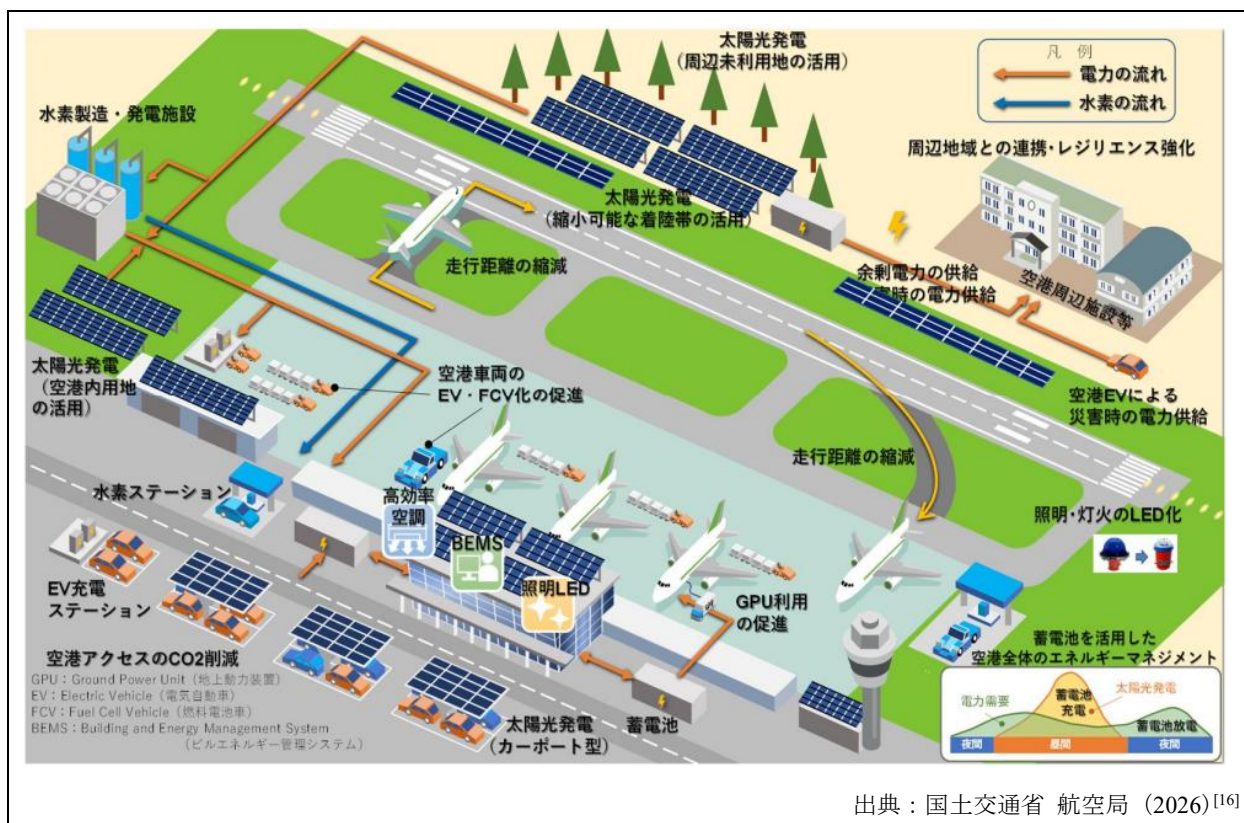 太陽光発電
（周辺未利用地の活用）
凡 例
電力の流れ
水素の流れ
水素製造・発電施設
周辺地域との連携・レジリエンス強化
太陽光発電
（縮小可能な着陸帯の活用）
走行距離の縮減
余剰電力の供給
害時の電力供給
空港周辺施設等
太陽光発電
（空港内用地
の活用）
空港車両の
EV・FCV化の促進
空港EVによる
災害時の電力供給
走行距離の縮減
水素ステーション
高効率
空調
BEMS
照明LED
照明・灯火のLED化
EV充電
ステーション
GPU利用
の促進
空港アクセスのCO2削減
GPU：Ground Power Unit（地上動力装置）
EV：Electric Vehicle（電気自動車）
FCV：Fuel Cell Vehicle（燃料電池車）
BEMS：Building and Energy Management System
（ビルエネルギー管理システム）
太陽光発電
（カーポート型）
蓄電池
蓄電池を活用した
空港全体のエネルギーマネジメント
電力需要
蓄電池
充電
太陽光発電
蓄電池放電
夜間
昼間
夜間
出典：国土交通省 航空局（2026）[16]